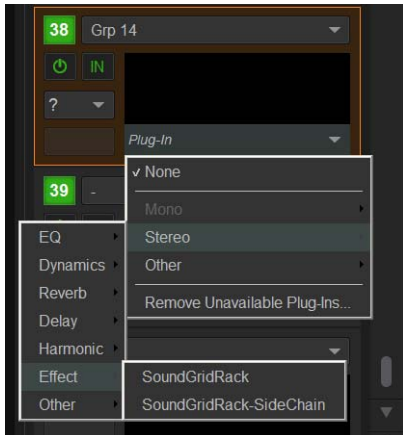 38 Grp 14
IN
?
Plug-In
✓ None
39 -
Mono
Stereo
Other
Remove Unavailable Plug-Ins...
EQ
Dynamics
Reverb
Delay
Harmonic
Effect
Other
SoundGridRack
SoundGridRack-SideChain